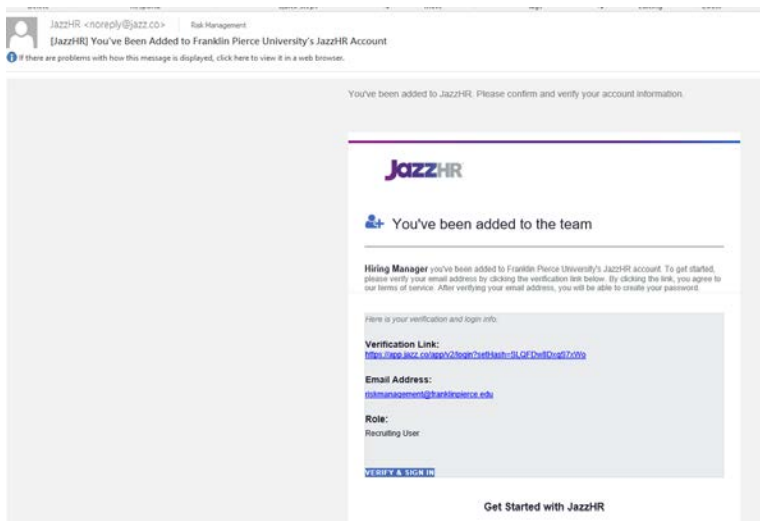 JazzHR <noreply@jazz.co> Risk Management
[JazzHR] You've Been Added to Franklin Pierce University's JazzHR Account
If there are problems with how this message is displayed, click here to view it in a web browser.
You've been added to JazzHR. Please confirm and verify your account information.
JazzHR
You've been added to the team
Hiring Manager you've been added to Franklin Pierce University's JazzHR account. To get started,
please verify your email address by clicking the verification link below. By clicking the link, you agree to
our terms of service. After verifying your email address, you will be able to create your password.
Here is your verification and login info:
Verification Link:
Email Address:
riskmanagement@franklinpierce.edu
Role:
Recruiting User
VERIFY & SIGN IN
Get Started with JazzHR